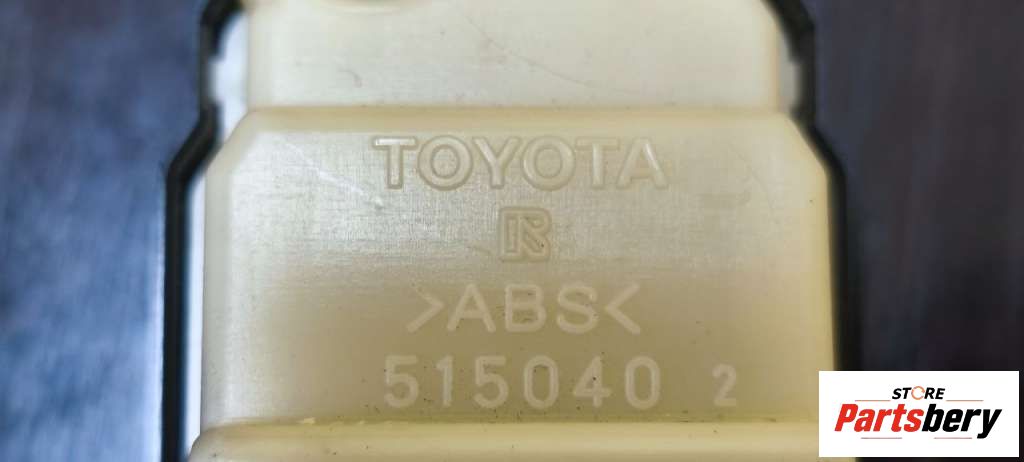 TOYOTA
R
>ABS<
515040 2
STORE
Partsbery